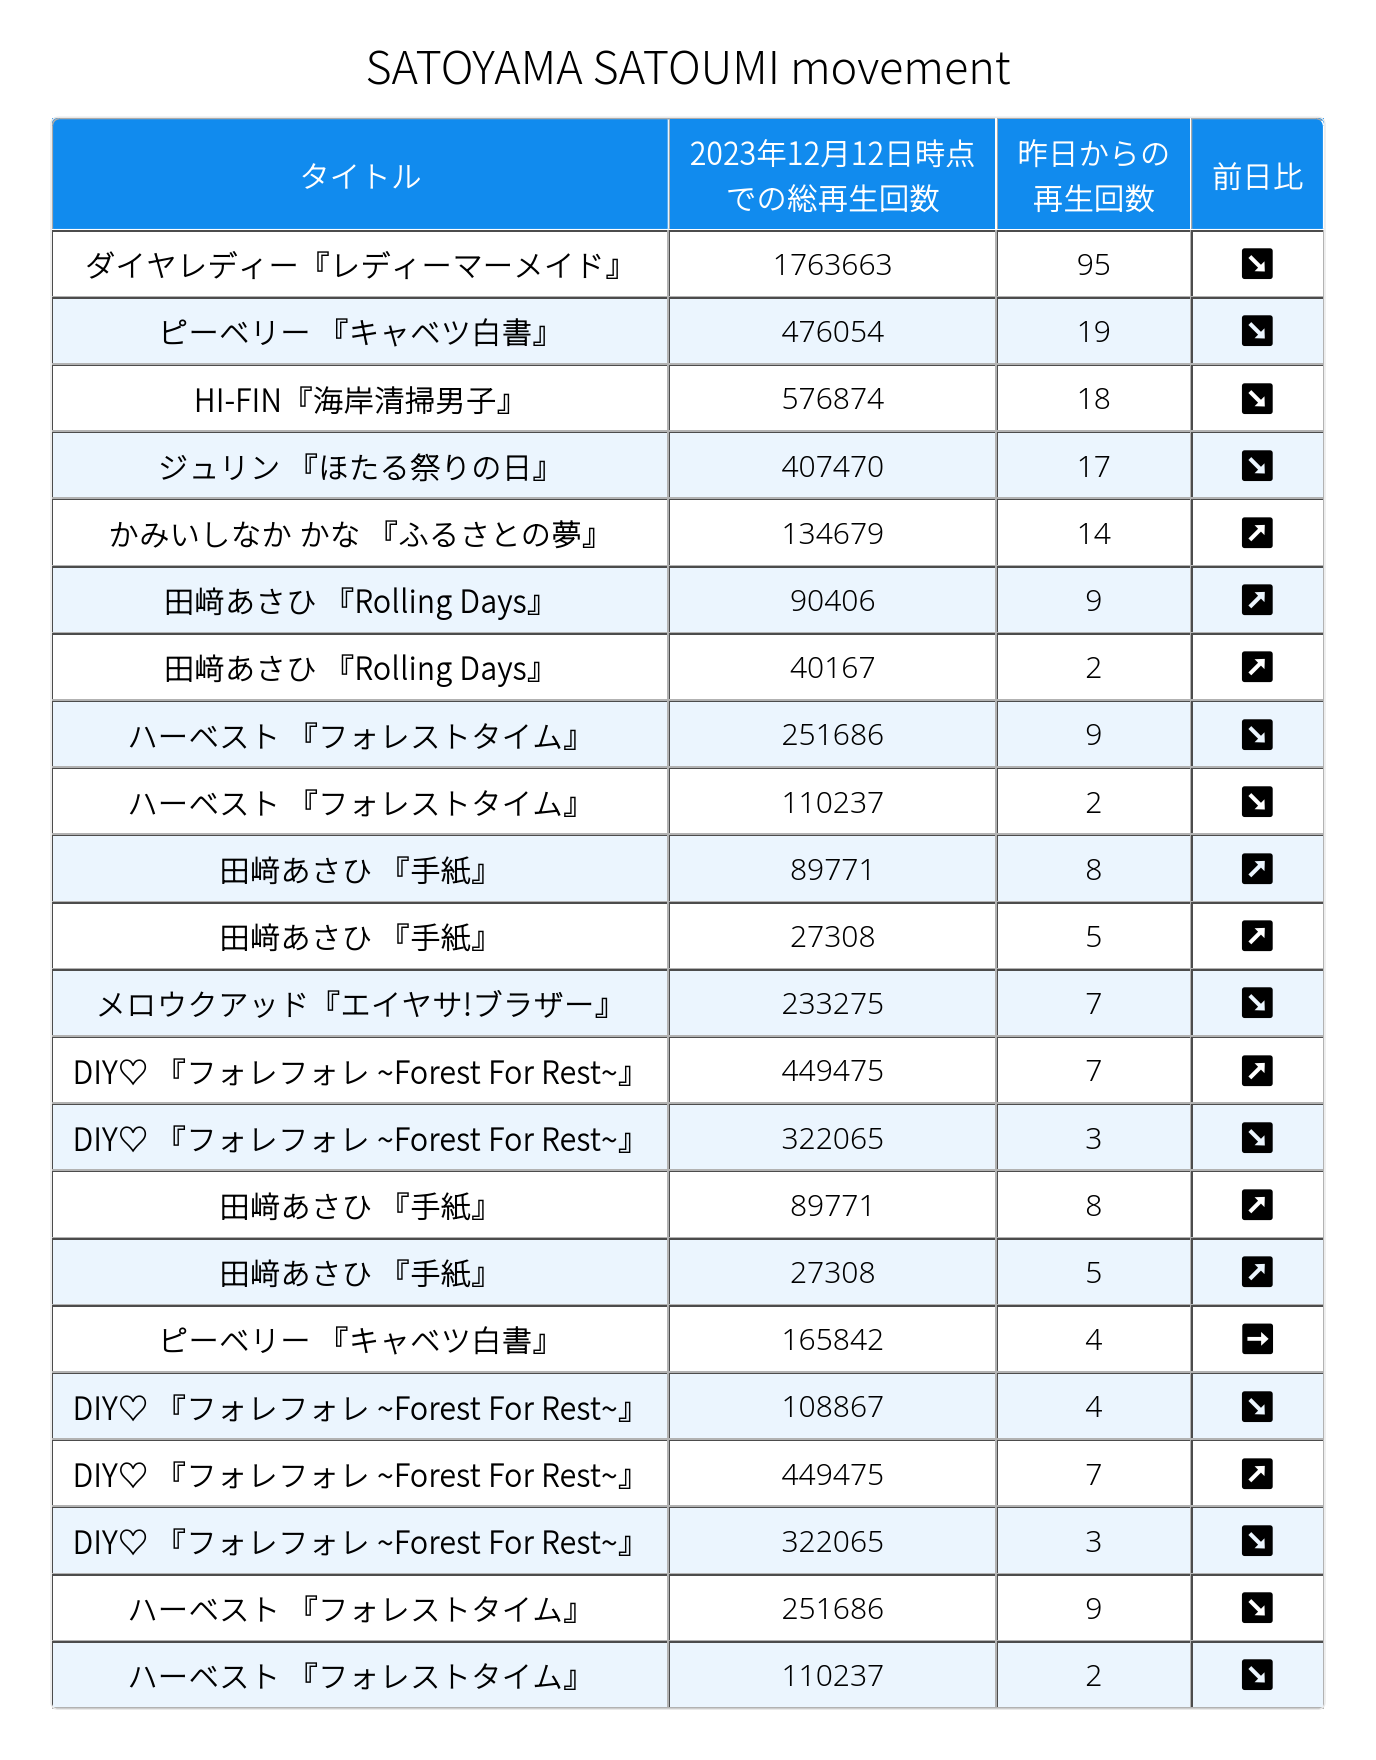 SATOYAMA SATOUMI movement
タイトル 2023年12月12日時点での総再生回数 昨日からの再生回数 前日比
ダイヤレディー『レディーマーメイド』 1763663 95 ↘
ピーベリー 『キャベツ白書』 476054 19 ↘
HI-FIN『海岸清掃男子』 576874 18 ↘
ジュリン 『ほたる祭りの日』 407470 17 ↘
かみいしなか かな 『ふるさとの夢』 134679 14 ↗
田﨑あさひ 『Rolling Days』 90406 9 ↗
田﨑あさひ 『Rolling Days』 40167 2 ↗
ハーベスト 『フォレストタイム』 251686 9 ↘
ハーベスト 『フォレストタイム』 110237 2 ↘
田﨑あさひ 『手紙』 89771 8 ↗
田﨑あさひ 『手紙』 27308 5 ↗
メロウクアッド『エイヤサ!ブラザー』 233275 7 ↘
DIY♡ 『フォレフォレ ~Forest For Rest~』 449475 7 ↗
DIY♡ 『フォレフォレ ~Forest For Rest~』 322065 3 ↘
田﨑あさひ 『手紙』 89771 8 ↗
田﨑あさひ 『手紙』 27308 5 ↗
ピーベリー 『キャベツ白書』 165842 4 →
DIY♡ 『フォレフォレ ~Forest For Rest~』 108867 4 ↘
DIY♡ 『フォレフォレ ~Forest For Rest~』 449475 7 ↗
DIY♡ 『フォレフォレ ~Forest For Rest~』 322065 3 ↘
ハーベスト 『フォレストタイム』 251686 9 ↘
ハーベスト 『フォレストタイム』 110237 2 ↘